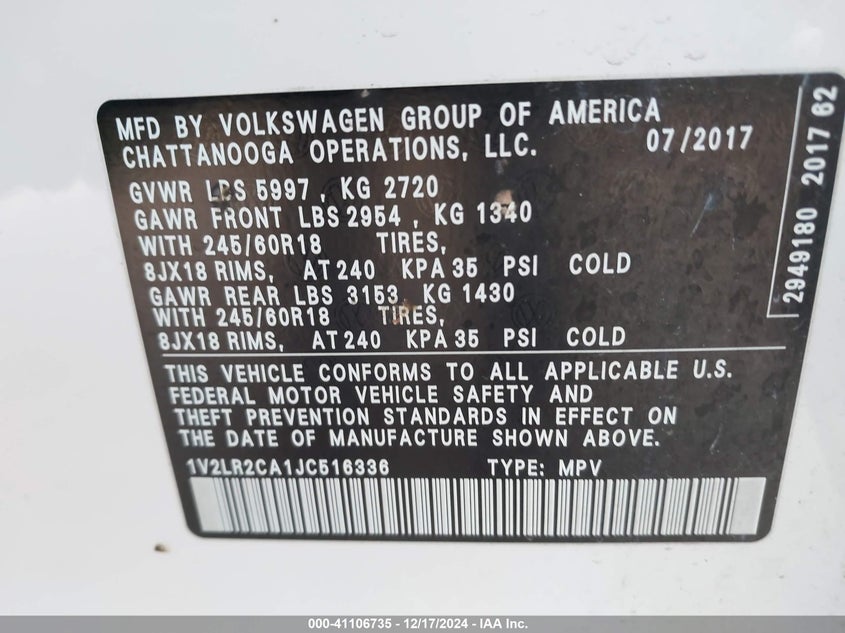 MFD BY VOLKSWAGEN GROUP OF AMERICA
CHATTANOOGA OPERATIONS, LLC. 07/2017
GVWR LBS 5997, KG 2720
GAWR FRONT LBS 2954, KG 1340
WITH 245/60R18 TIRES,
8JX18 RIMS, AT 240 KPA 35 PSI COLD
GAWR REAR LBS 3153, KG 1430
WITH 245/60R18 TIRES,
8JX18 RIMS, AT 240 KPA 35 PSI COLD
THIS VEHICLE CONFORMS TO ALL APPLICABLE U.S.
FEDERAL MOTOR VEHICLE SAFETY AND
THEFT PREVENTION STANDARDS IN EFFECT ON
THE DATE OF MANUFACTURE SHOWN ABOVE.
1V2LR2CA1JC516336 TYPE: MPV
2949180 2017 62
000-41106735 - 12/17/2024 - IAA Inc.